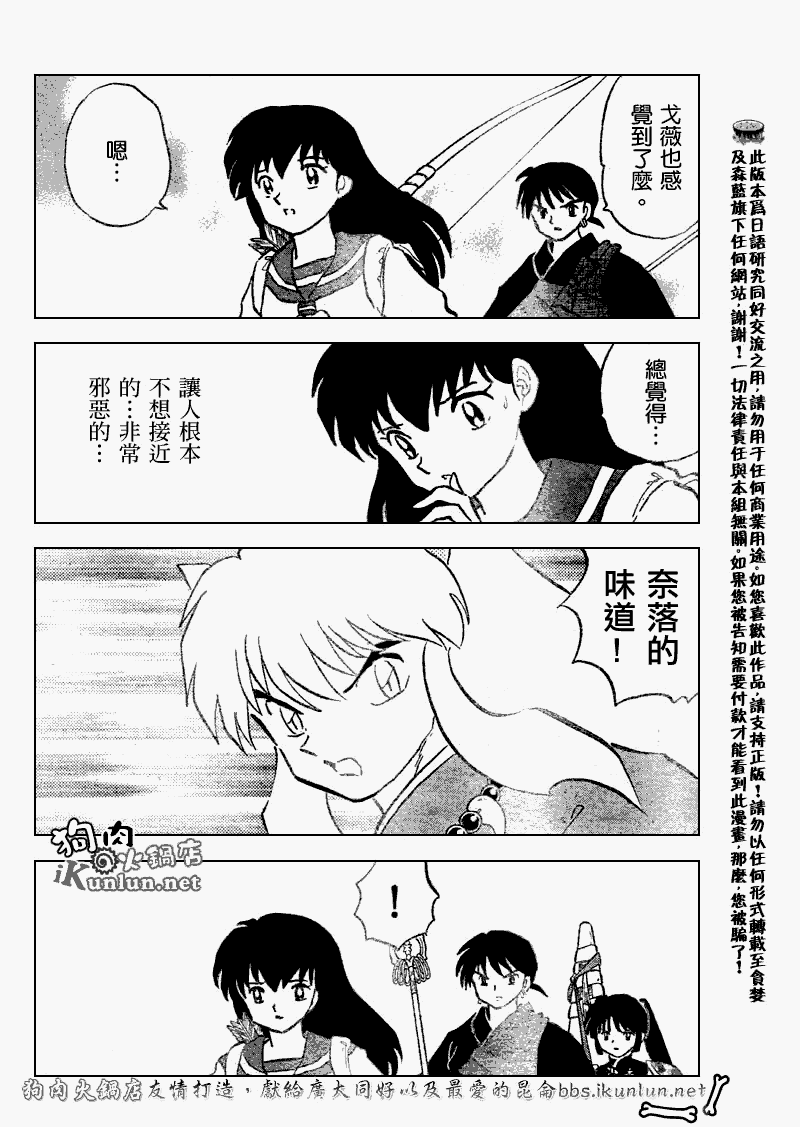 戈薇也感
覺到了麼。
嗯…
總覺得…
讓人根本
不想接近
的…非常
邪惡的…
奈落的
味道！
！
狗肉
火鍋店
iKunlun.net
狗肉火鍋店友情打造，獻給廣大同好以及最愛的昆侖bbs.ikunlun.net
此版本爲日語研究同好交流之用，請勿用于任何商業用途。如您喜歡此作品，請支持正版！請勿以任何形式轉載至貪婪
及森藍旗下任何網站，謝謝！一切法律責任與本組無關。如果您被告知需要付款才能看到此漫畫，那麼，您被騙了！